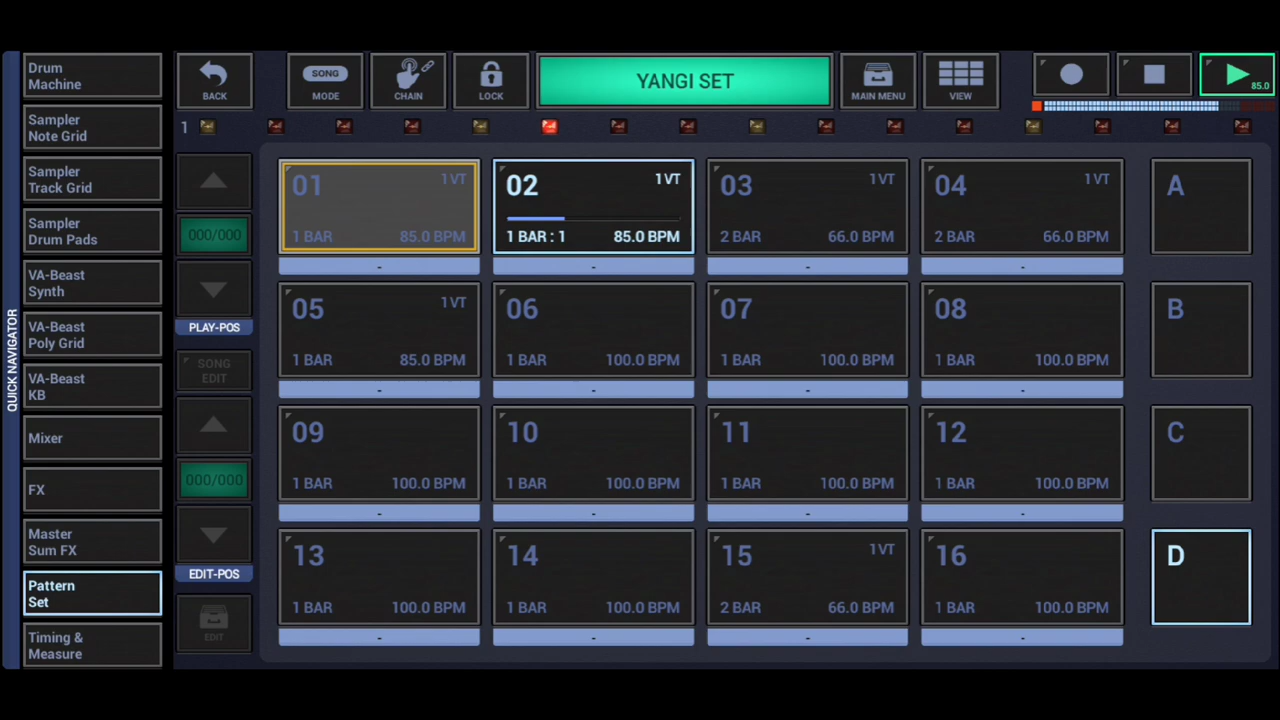 QUICK NAVIGATOR
Drum
Machine
Sampler
Note Grid
Sampler
Track Grid
Sampler
Drum Pads
VA-Beast
Synth
VA-Beast
Poly Grid
VA-Beast
KB
Mixer
FX
Master
Sum FX
Pattern
Set
Timing &
Measure
BACK
SONG
MODE
CHAIN
LOCK
YANGI SET
MAIN MENU
VIEW
85.0
1
000/000
PLAY-POS
SONG
EDIT
000/000
EDIT-POS
EDIT
01 1VT
1 BAR 85.0 BPM
-
02 1VT
1 BAR : 1 85.0 BPM
-
03 1VT
2 BAR 66.0 BPM
-
04 1VT
2 BAR 66.0 BPM
-
A
05 1VT
1 BAR 85.0 BPM
-
06
1 BAR 100.0 BPM
-
07
1 BAR 100.0 BPM
-
08
1 BAR 100.0 BPM
-
B
09
1 BAR 100.0 BPM
-
10
1 BAR 100.0 BPM
-
11
1 BAR 100.0 BPM
-
12
1 BAR 100.0 BPM
-
C
13
1 BAR 100.0 BPM
-
14
1 BAR 100.0 BPM
-
15 1VT
2 BAR 66.0 BPM
-
16
1 BAR 100.0 BPM
-
D